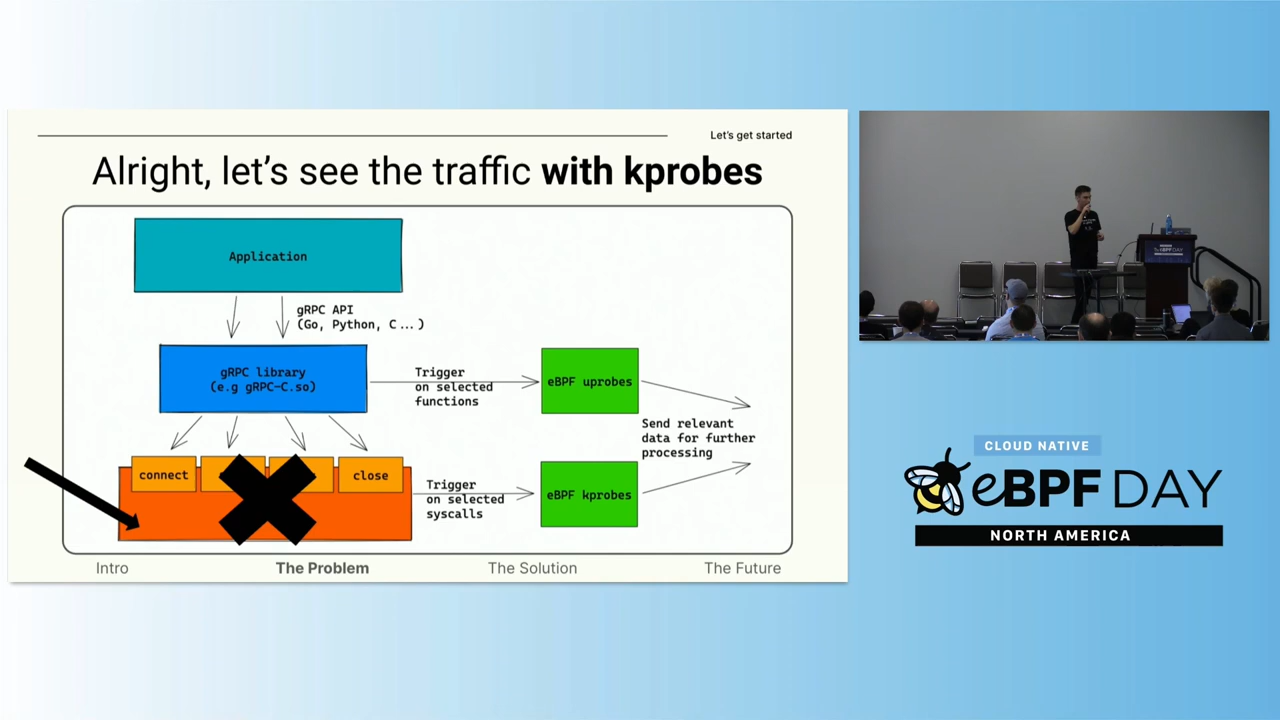 Let's get started
Alright, let's see the traffic with kprobes
Application
gRPC API
(Go, Python, C...)
gRPC library
(e.g gRPC-C.so)
Trigger
on selected
functions
eBPF uprobes
Send relevant
data for further
processing
connect
close
Trigger
on selected
syscalls
eBPF kprobes
Intro
The Problem
The Solution
The Future
CLOUD NATIVE
eBPF DAY
NORTH AMERICA
eBPF DAY